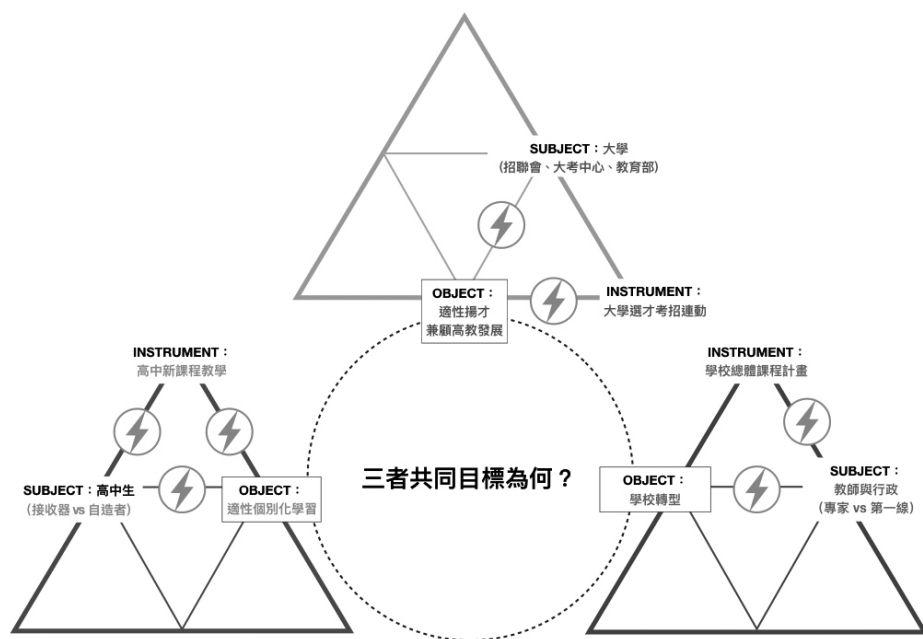 SUBJECT：大學
（招聯會、大考中心、教育部）
OBJECT：
適性揚才
兼顧高教發展
INSTRUMENT：
大學選才考招連動
INSTRUMENT：
高中新課程教學
SUBJECT：高中生
（接收器 vs 自造者）
OBJECT：
適性個別化學習
三者共同目標為何？
INSTRUMENT：
學校總體課程計畫
OBJECT：
學校轉型
SUBJECT：
教師與行政
（專家 vs 第一線）